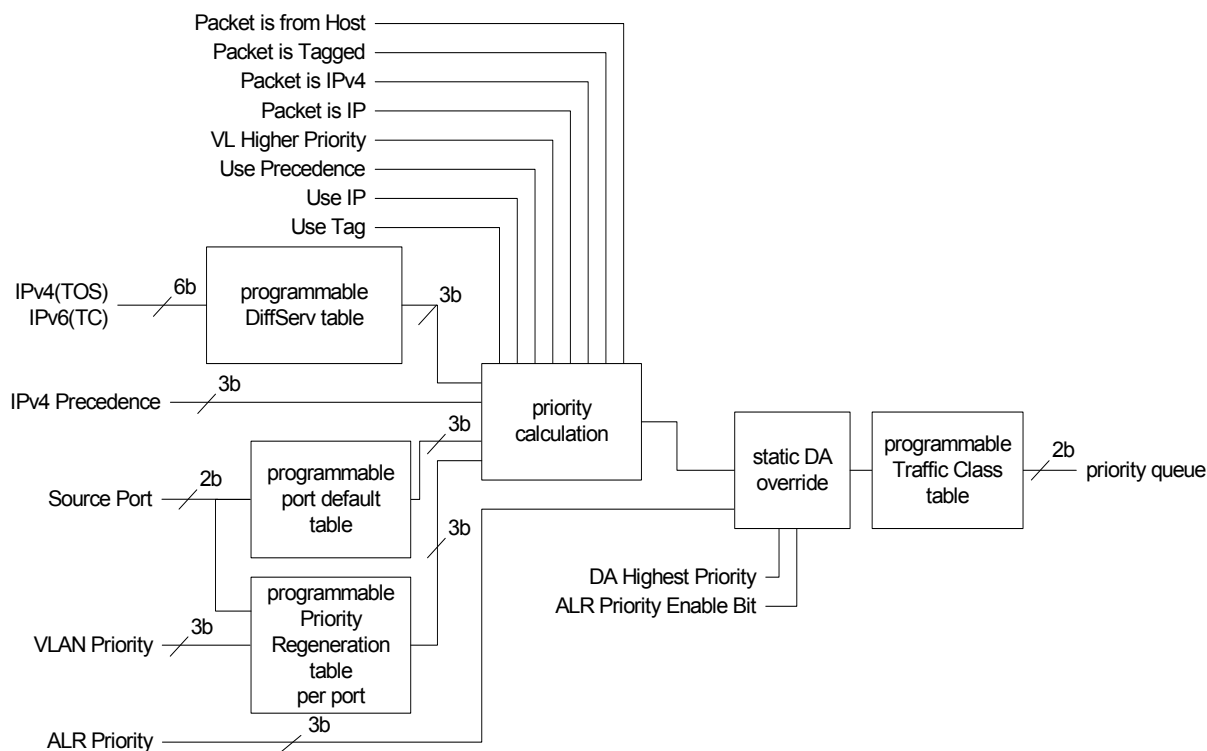 Packet is from Host
Packet is Tagged
Packet is IPv4
Packet is IP
VL Higher Priority
Use Precedence
Use IP
Use Tag
IPv4(TOS)
IPv6(TC)
6b
programmable
DiffServ table
3b
IPv4 Precedence
3b
priority
calculation
3b
Source Port
2b
programmable
port default
table
static DA
override
programmable
Traffic Class
table
2b
priority queue
3b
DA Highest Priority
ALR Priority Enable Bit
VLAN Priority
3b
programmable
Priority
Regeneration
table
per port
ALR Priority
3b